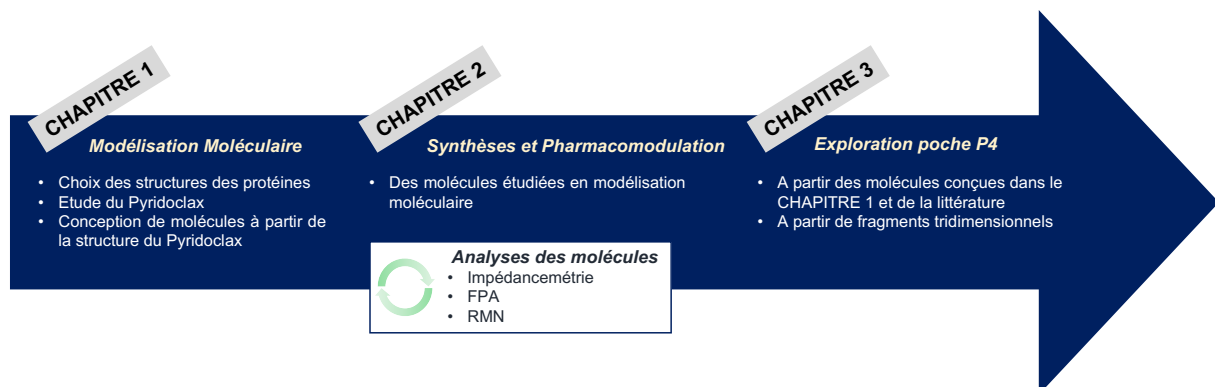 CHAPITRE 1
Modélisation Moléculaire
• Choix des structures des protéines
• Etude du Pyridoclax
• Conception de molécules à partir de
la structure du Pyridoclax
CHAPITRE 2
Synthèses et Pharmacomodulation
• Des molécules étudiées en modélisation
moléculaire
Analyses des molécules
• Impédancemétrie
• FPA
• RMN
CHAPITRE 3
Exploration poche P4
• A partir des molécules conçues dans le
CHAPITRE 1 et de la littérature
• A partir de fragments tridimensionnels